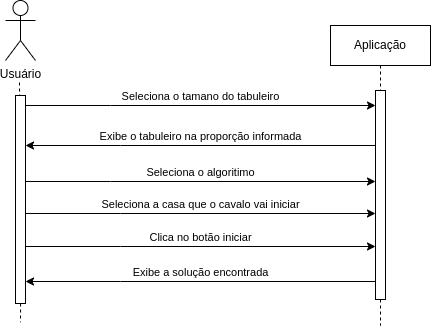 Aplicação
Usuário
Seleciona o tamano do tabuleiro
Exibe o tabuleiro na proporção informada
Seleciona o algoritimo
Seleciona a casa que o cavalo vai iniciar
Clica no botão iniciar
Exibe a solução encontrada